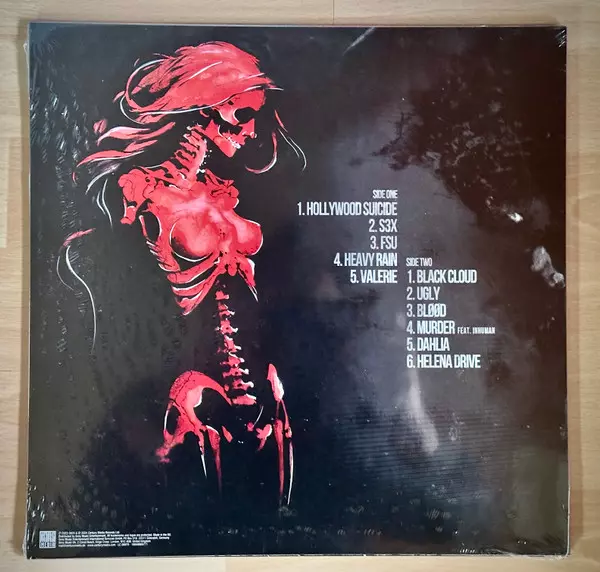 SIDE ONE
1. HOLLYWOOD SUICIDE
2. S3X
3. FSU
4. HEAVY RAIN
5. VALERIE
SIDE TWO
1. BLACK CLOUD
2. UGLY
3. BLØØD
4. MURDER FEAT. INHUMAN
5. DAHLIA
6. HELENA DRIVE